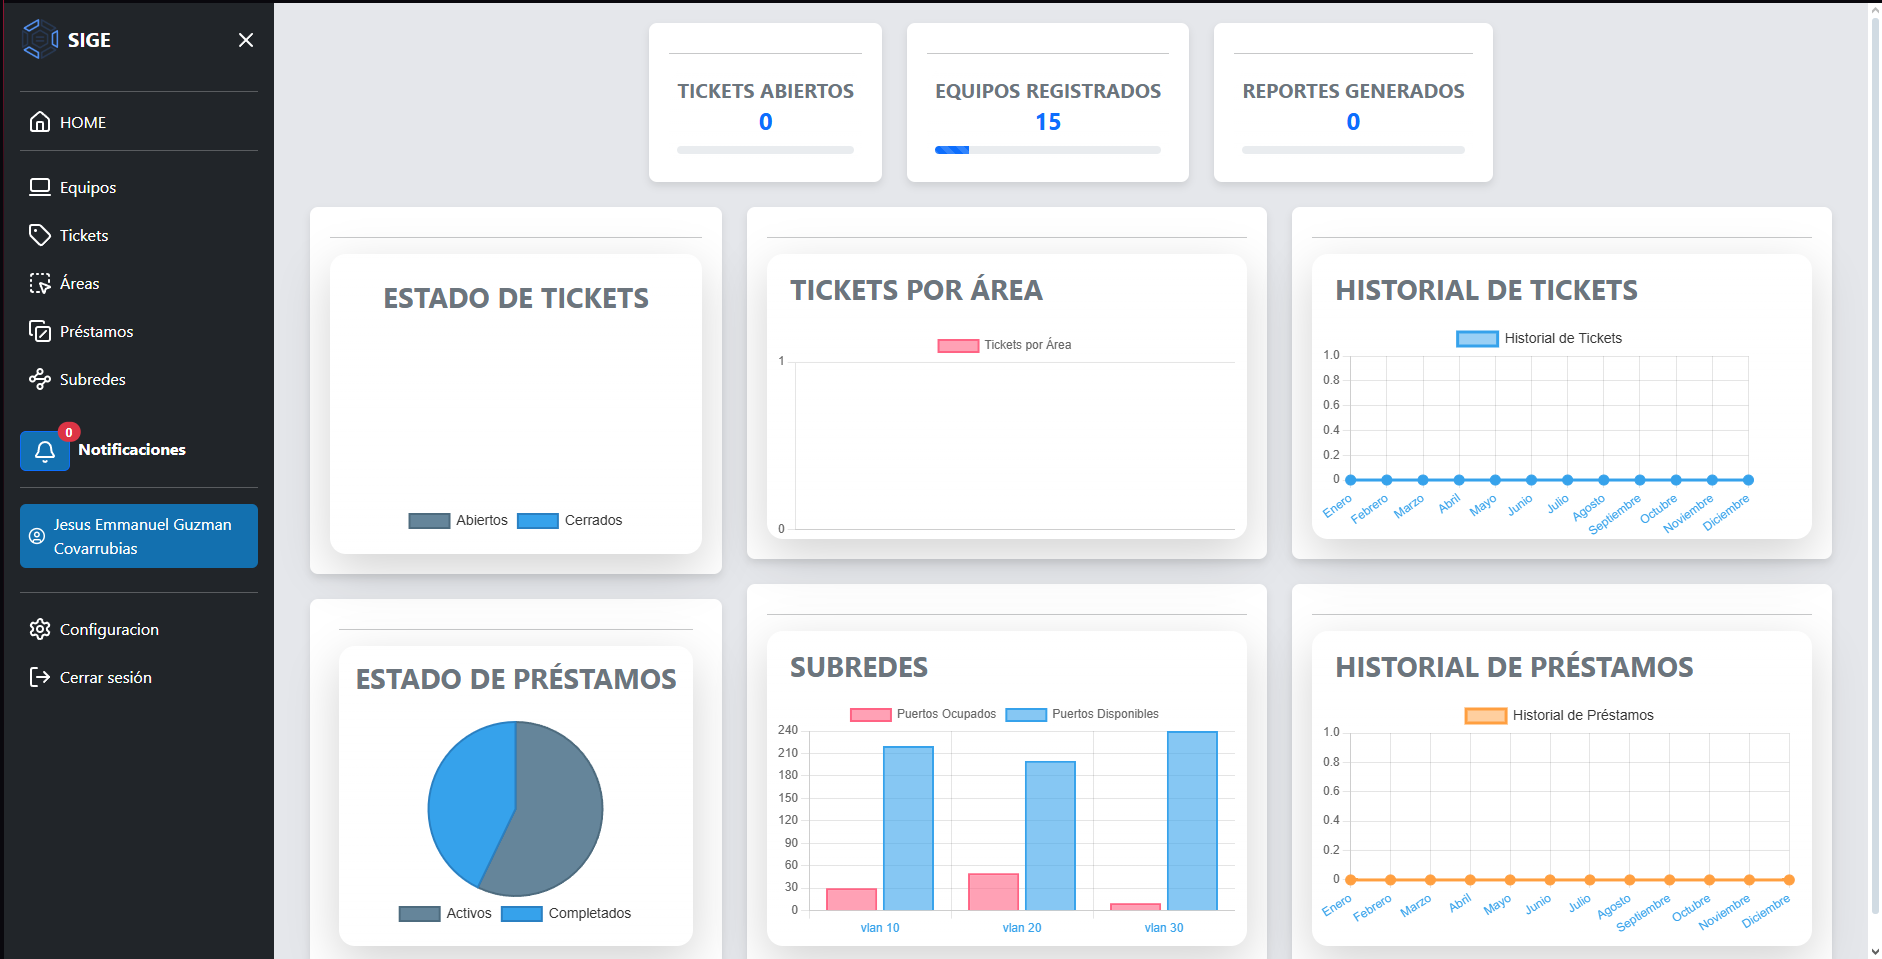 SIGE
HOME
Equipos
Tickets
Áreas
Préstamos
Subredes
0
Notificaciones
Jesus Emmanuel Guzman
Covarrubias
Configuracion
Cerrar sesión
TICKETS ABIERTOS
0
EQUIPOS REGISTRADOS
15
REPORTES GENERADOS
0
ESTADO DE TICKETS
Abiertos Cerrados
TICKETS POR ÁREA
Tickets por Área
1
0
HISTORIAL DE TICKETS
Historial de Tickets
1.0
0.8
0.6
0.4
0.2
0
Enero Febrero Marzo Abril Mayo Junio Julio Agosto Septiembre Octubre Noviembre Diciembre
ESTADO DE PRÉSTAMOS
Activos Completados
SUBREDES
Puertos Ocupados Puertos Disponibles
240
210
180
150
120
90
60
30
0
vlan 10 vlan 20 vlan 30
HISTORIAL DE PRÉSTAMOS
Historial de Préstamos
1.0
0.8
0.6
0.4
0.2
0
Enero Febrero Marzo Abril Mayo Junio Julio Agosto Septiembre Octubre Noviembre Diciembre